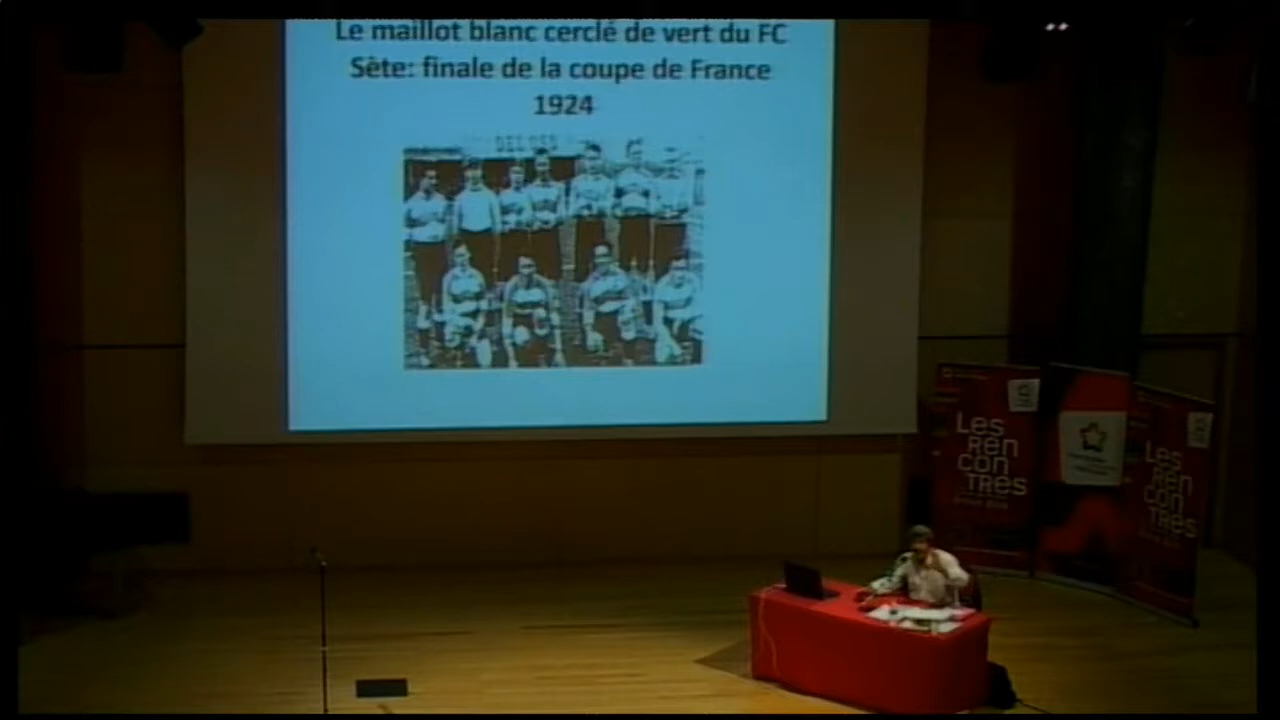 Le maillot blanc cerclé de vert du FC
Sète: finale de la coupe de France
1924
Les
Ren
con
Tres
Les
Ren
con
Tres